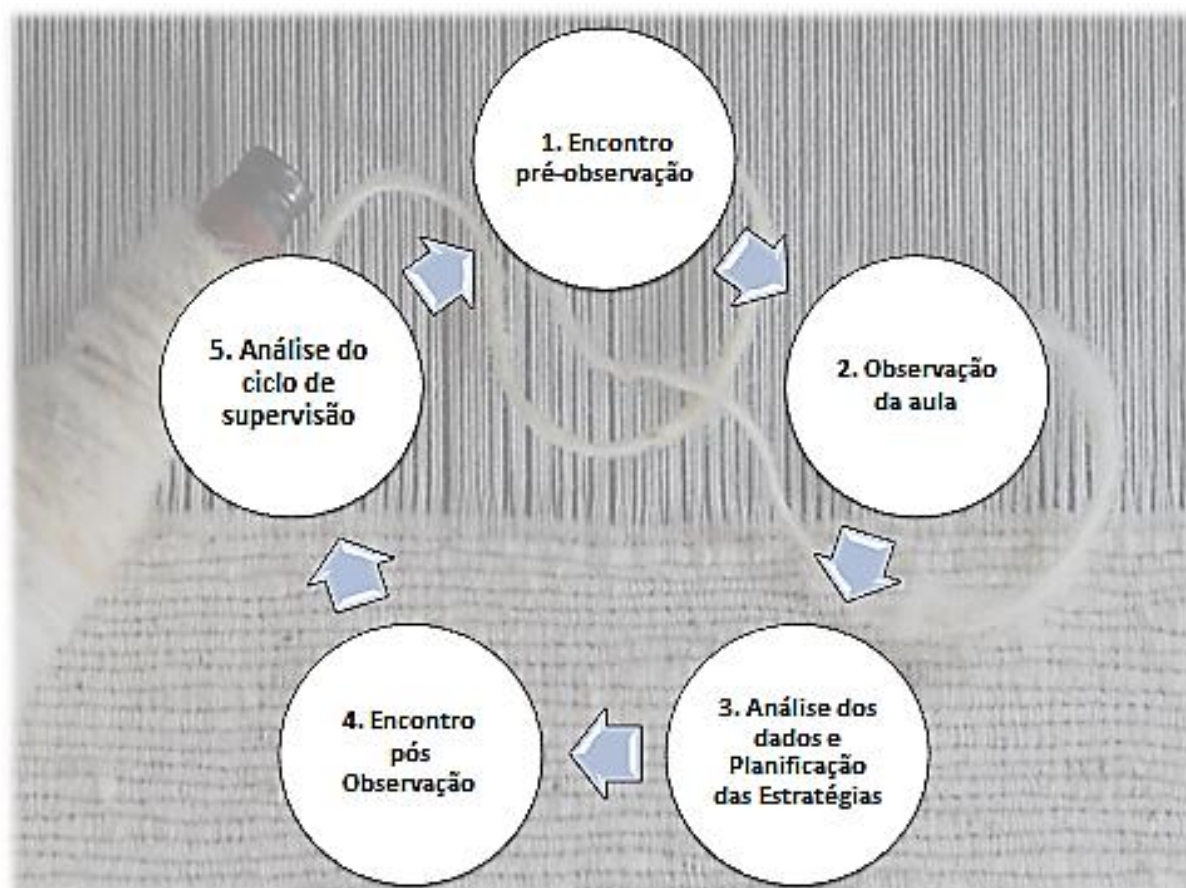 1. Encontro
pré-observação
2. Observação
da aula
3. Análise dos
dados e
Planificação
das Estratégias
4. Encontro
pós
Observação
5. Análise do
ciclo de
supervisão